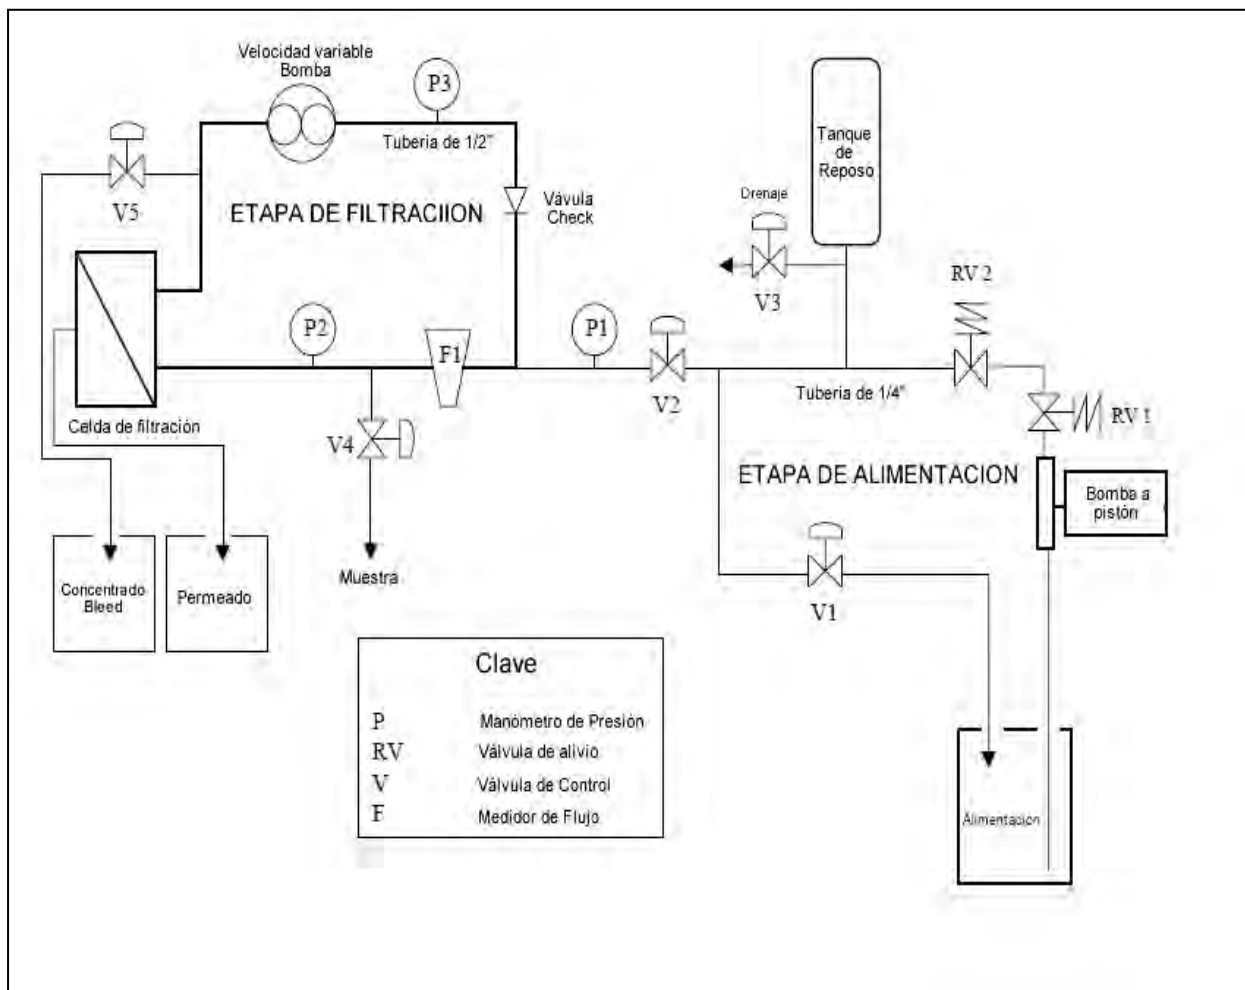 Velocidad variable
Bomba
P3
Tuberia de 1/2"
V5
ETAPA DE FILTRACIION
Vávula
Check
Tanque
de
Reposo
Drenaje
V3
RV 2
P2
F1
P1
V2
Tuberia de 1/4"
RV 1
Celda de filtración
V4
ETAPA DE ALIMENTACION
Bomba a
pistón
Concentrado
Bleed
Permeado
Muestra
V1
Clave
P Manómetro de Presión
RV Válvula de alivio
V Válvula de Control
F Medidor de Flujo
Alimentacion